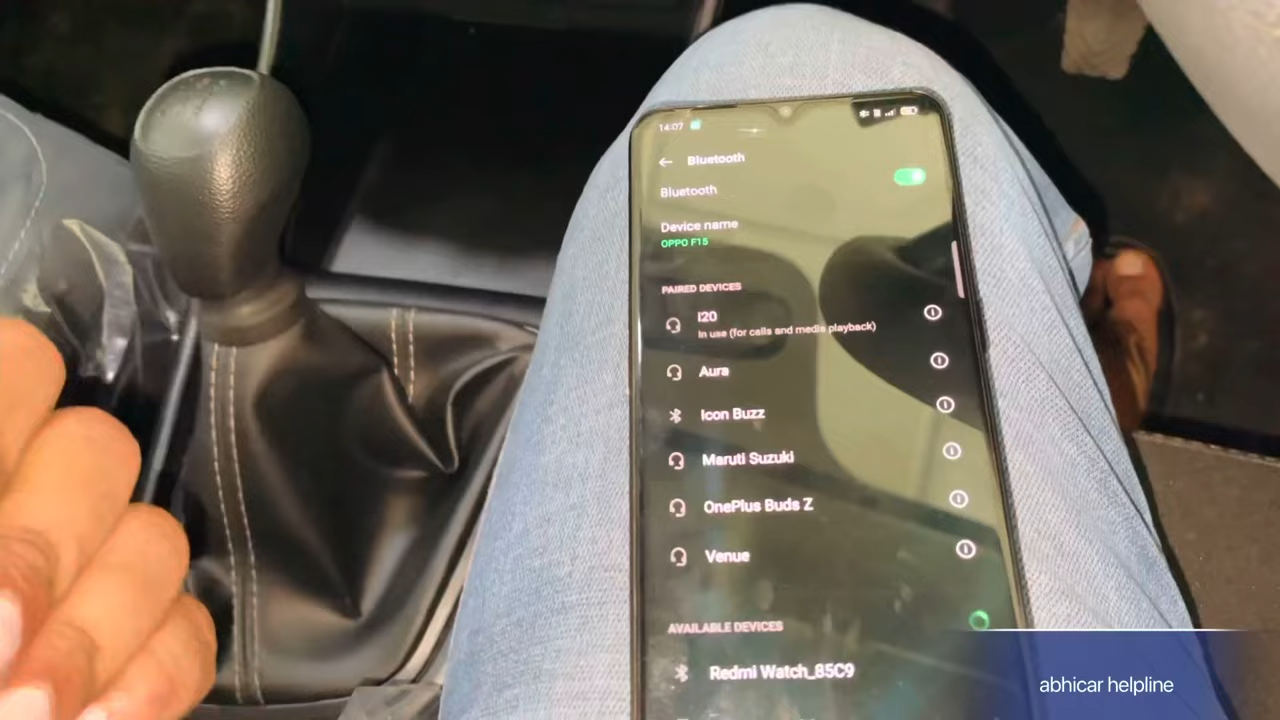 14:07
Bluetooth
Bluetooth
Device name
OPPO F15
PAIRED DEVICES
i20
In use (for calls and media playback)
Aura
Icon Buzz
Maruti Suzuki
OnePlus Buds Z
Venue
AVAILABLE DEVICES
Redmi Watch_85C9
abhicar helpline